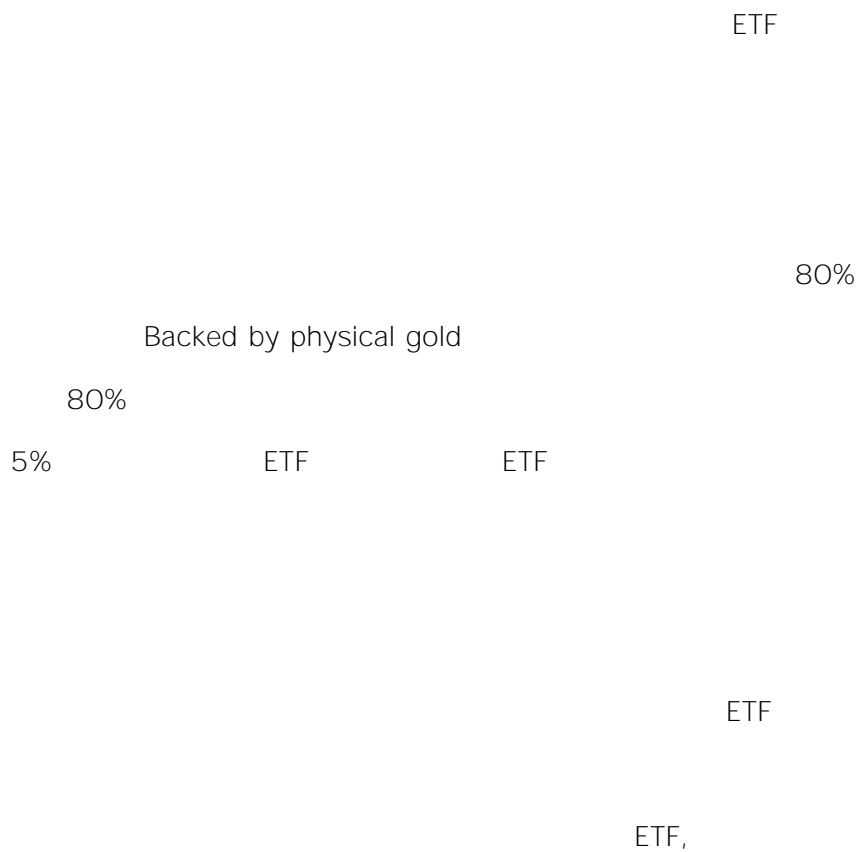 ETF
80%
Backed by physical gold
80%
5% ETF ETF
ETF
ETF,